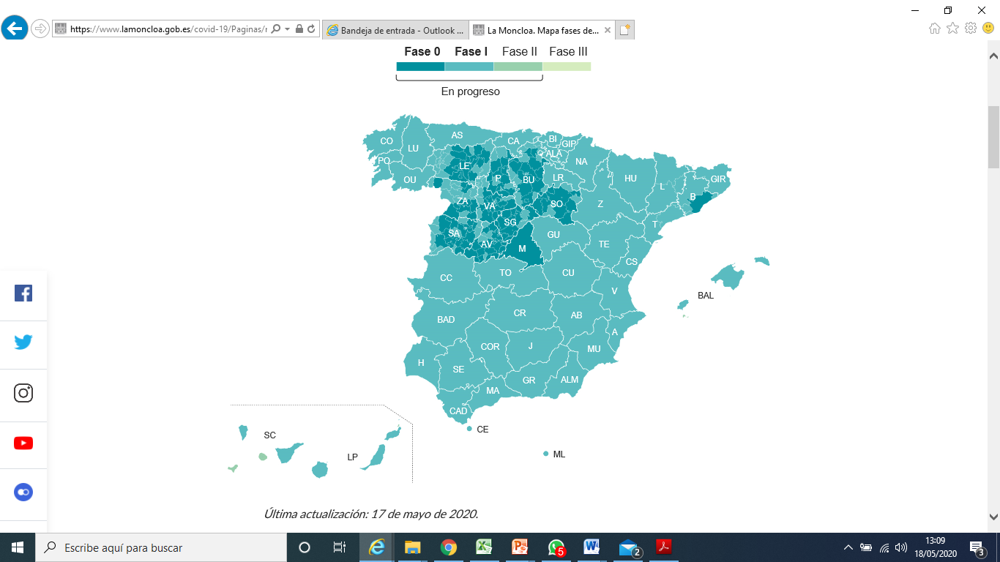 https://www.lamoncloa.gob.es/covid-19/Paginas/
Bandeja de entrada - Outlook ...
La Moncloa. Mapa fases de...
Fase 0 Fase I Fase II Fase III
En progreso
CO
LU
AS
CA
BI
GIP
PO
OU
LE
P
BU
ALA
NA
LR
HU
L
B
GIR
ZA
VA
SO
Z
SG
T
SA
AV
M
GU
TE
CS
CC
TO
CU
V
BAL
BAD
CR
AB
A
COR
J
MU
H
SE
GR
ALM
MA
CAD
CE
ML
SC
LP
Última actualización: 17 de mayo de 2020.
Escribe aquí para buscar
5
2
13:09
18/05/2020
3